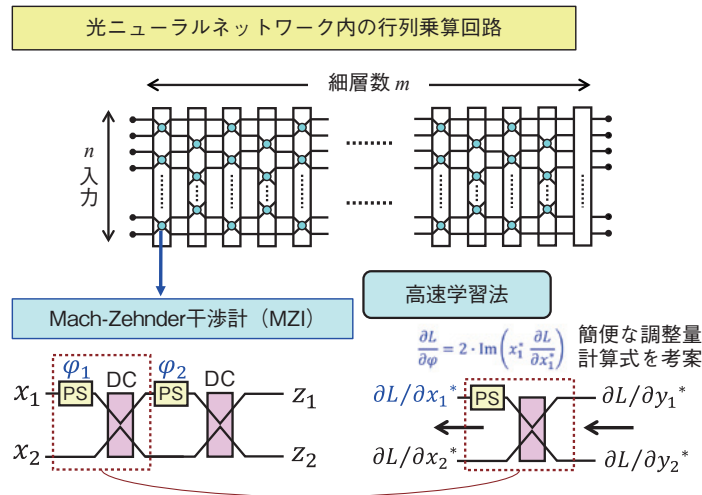 光ニューラルネットワーク内の行列乗算回路
細層数 m
n
入
力
Mach-Zehnder干渉計（MZI）
高速学習法
∂L/∂φ = 2 · Im(x₁* ∂L/∂x₁*)
簡便な調整量
計算式を考案
φ₁ DC φ₂ DC
x₁ PS PS z₁
x₂ z₂
∂L/∂x₁* PS ∂L/∂y₁*
∂L/∂x₂* ∂L/∂y₂*